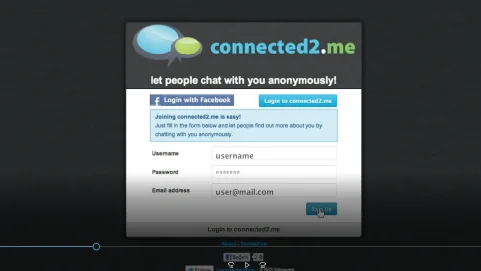 connected2.me
let people chat with you anonymously!
Login with Facebook
Login to connected2.me
Joining connected2.me is easy!
Just fill in the form below and let people find out more about you by
chatting with you anonymously.
Username
username
Password
*******
Email address
user@mail.com
Sign Up
Login to connected2.me